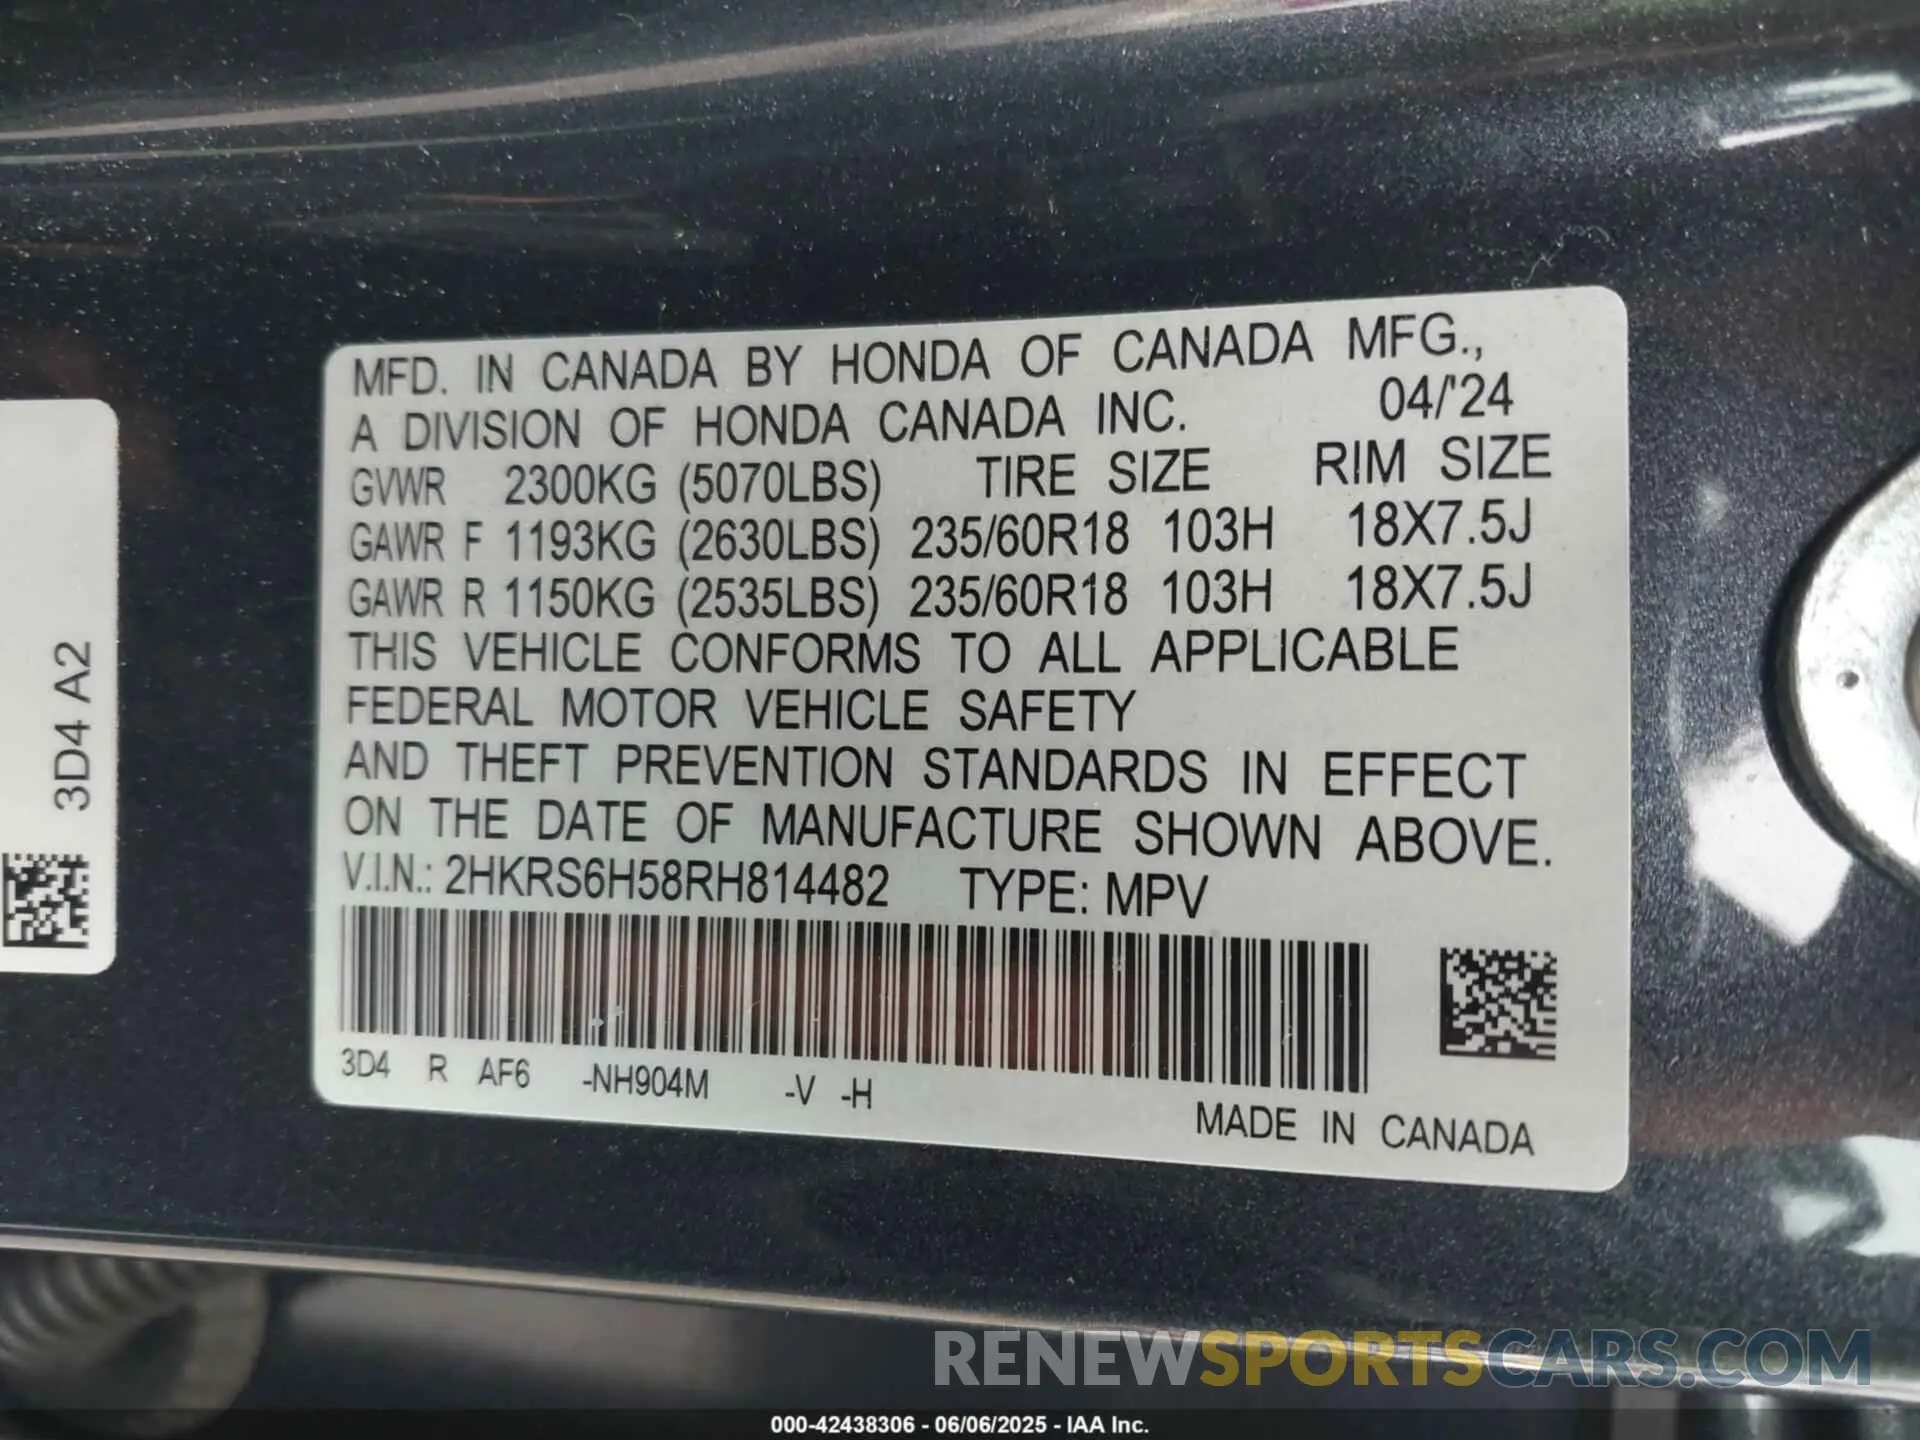 MFD. IN CANADA BY HONDA OF CANADA MFG.,
A DIVISION OF HONDA CANADA INC. 04/'24
GVWR 2300KG (5070LBS) TIRE SIZE RIM SIZE
GAWR F 1193KG (2630LBS) 235/60R18 103H 18X7.5J
GAWR R 1150KG (2535LBS) 235/60R18 103H 18X7.5J
THIS VEHICLE CONFORMS TO ALL APPLICABLE
FEDERAL MOTOR VEHICLE SAFETY
AND THEFT PREVENTION STANDARDS IN EFFECT
ON THE DATE OF MANUFACTURE SHOWN ABOVE.
V.I.N.: 2HKRS6H58RH814482 TYPE: MPV
3D4 R AF6 -NH904M -V -H
MADE IN CANADA
3D4 A2
RENEWSPORTSCARS.COM
000-42438306 - 06/06/2025 - IAA Inc.